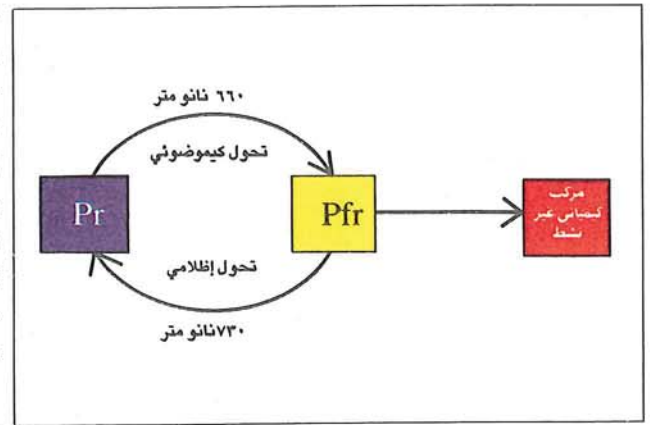 ٦٦٠ نانو متر
تحول كيموضوئي
Pr
Pfr
مركب
كيميائي غير
نشط
تحول إظلامي
٧٣٠نانو متر